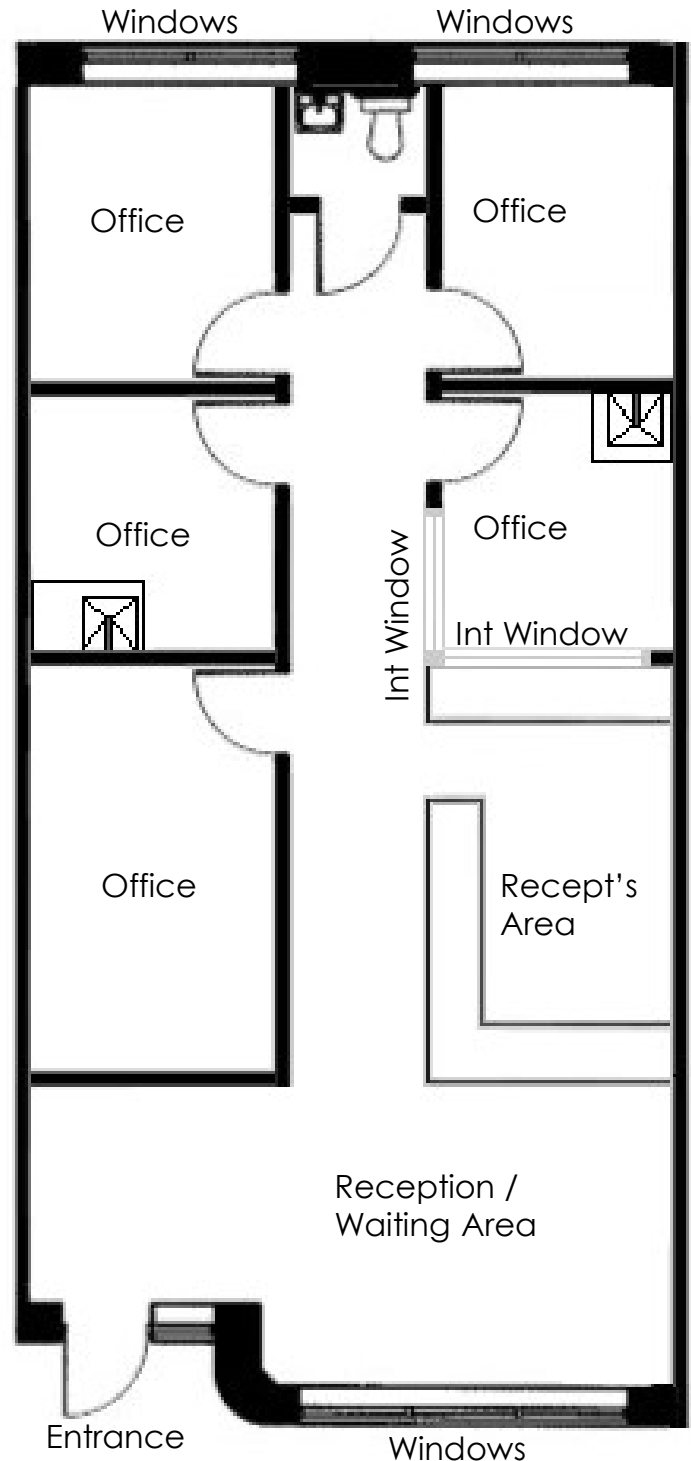 Windows
Windows
Office
Office
Office
Office
Int Window
Int Window
Office
Recept's
Area
Reception /
Waiting Area
Entrance
Windows